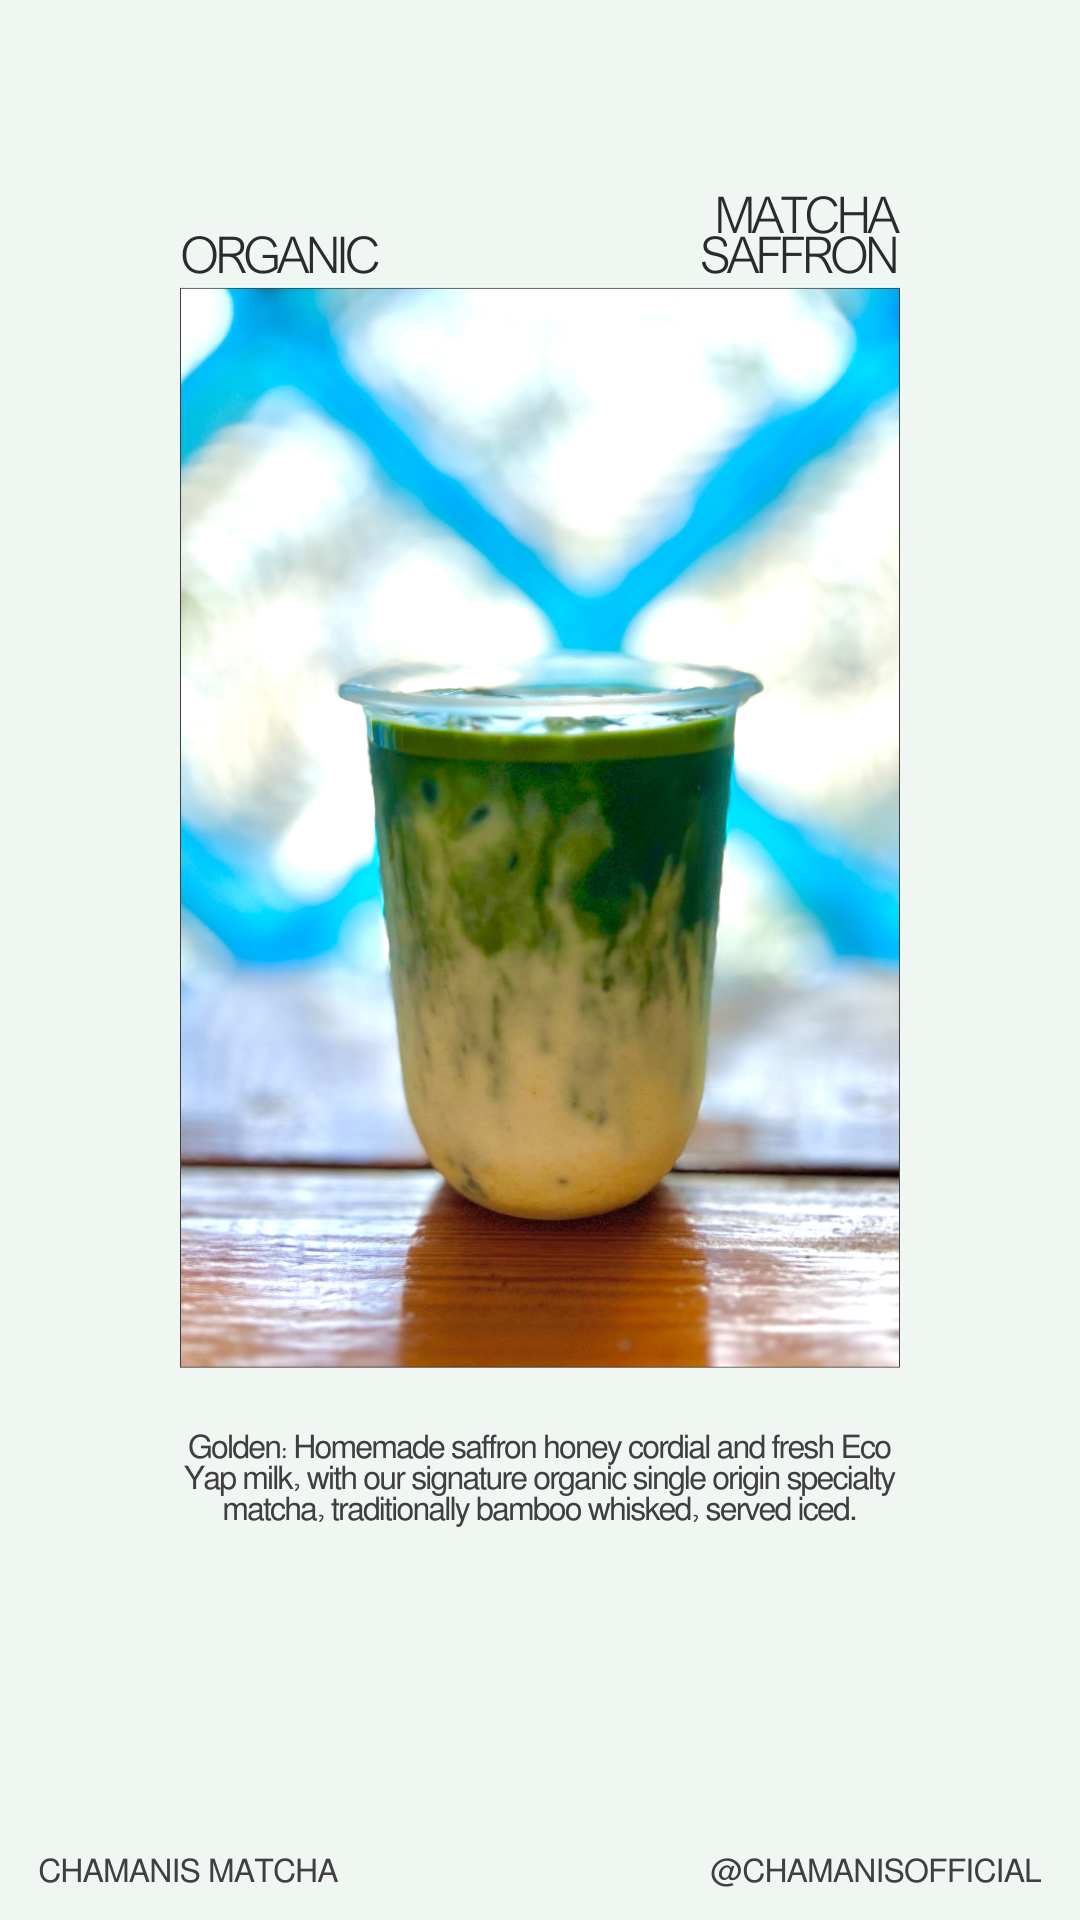 ORGANIC
MATCHA
SAFFRON
Golden: Homemade saffron honey cordial and fresh Eco
Yap milk, with our signature organic single origin specialty
matcha, traditionally bamboo whisked, served iced.
CHAMANIS MATCHA
@CHAMANISOFFICIAL